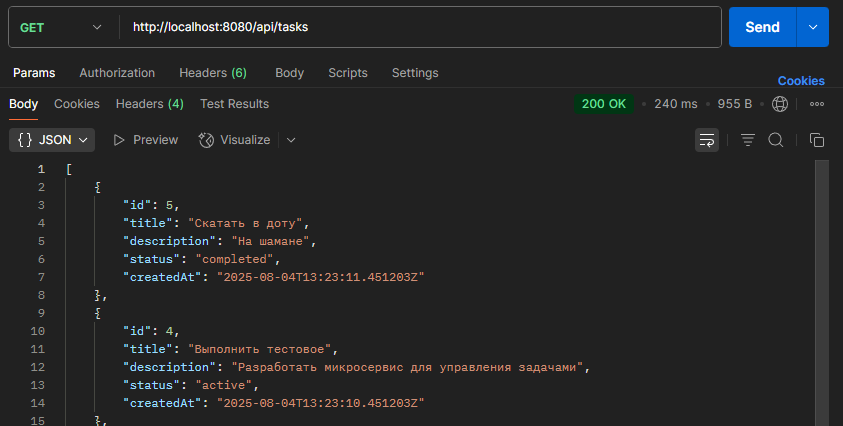 GET http://localhost:8080/api/tasks Send
Params Authorization Headers (6) Body Scripts Settings
Cookies
Body Cookies Headers (4) Test Results 200 OK • 240 ms • 955 B •
{} JSON Preview Visualize
1 [
2 {
3 "id": 5,
4 "title": "Скатать в доту",
5 "description": "На шамане",
6 "status": "completed",
7 "createdAt": "2025-08-04T13:23:11.451203Z"
8 },
9 {
10 "id": 4,
11 "title": "Выполнить тестовое",
12 "description": "Разработать микросервис для управления задачами",
13 "status": "active",
14 "createdAt": "2025-08-04T13:23:10.451203Z"
15 },